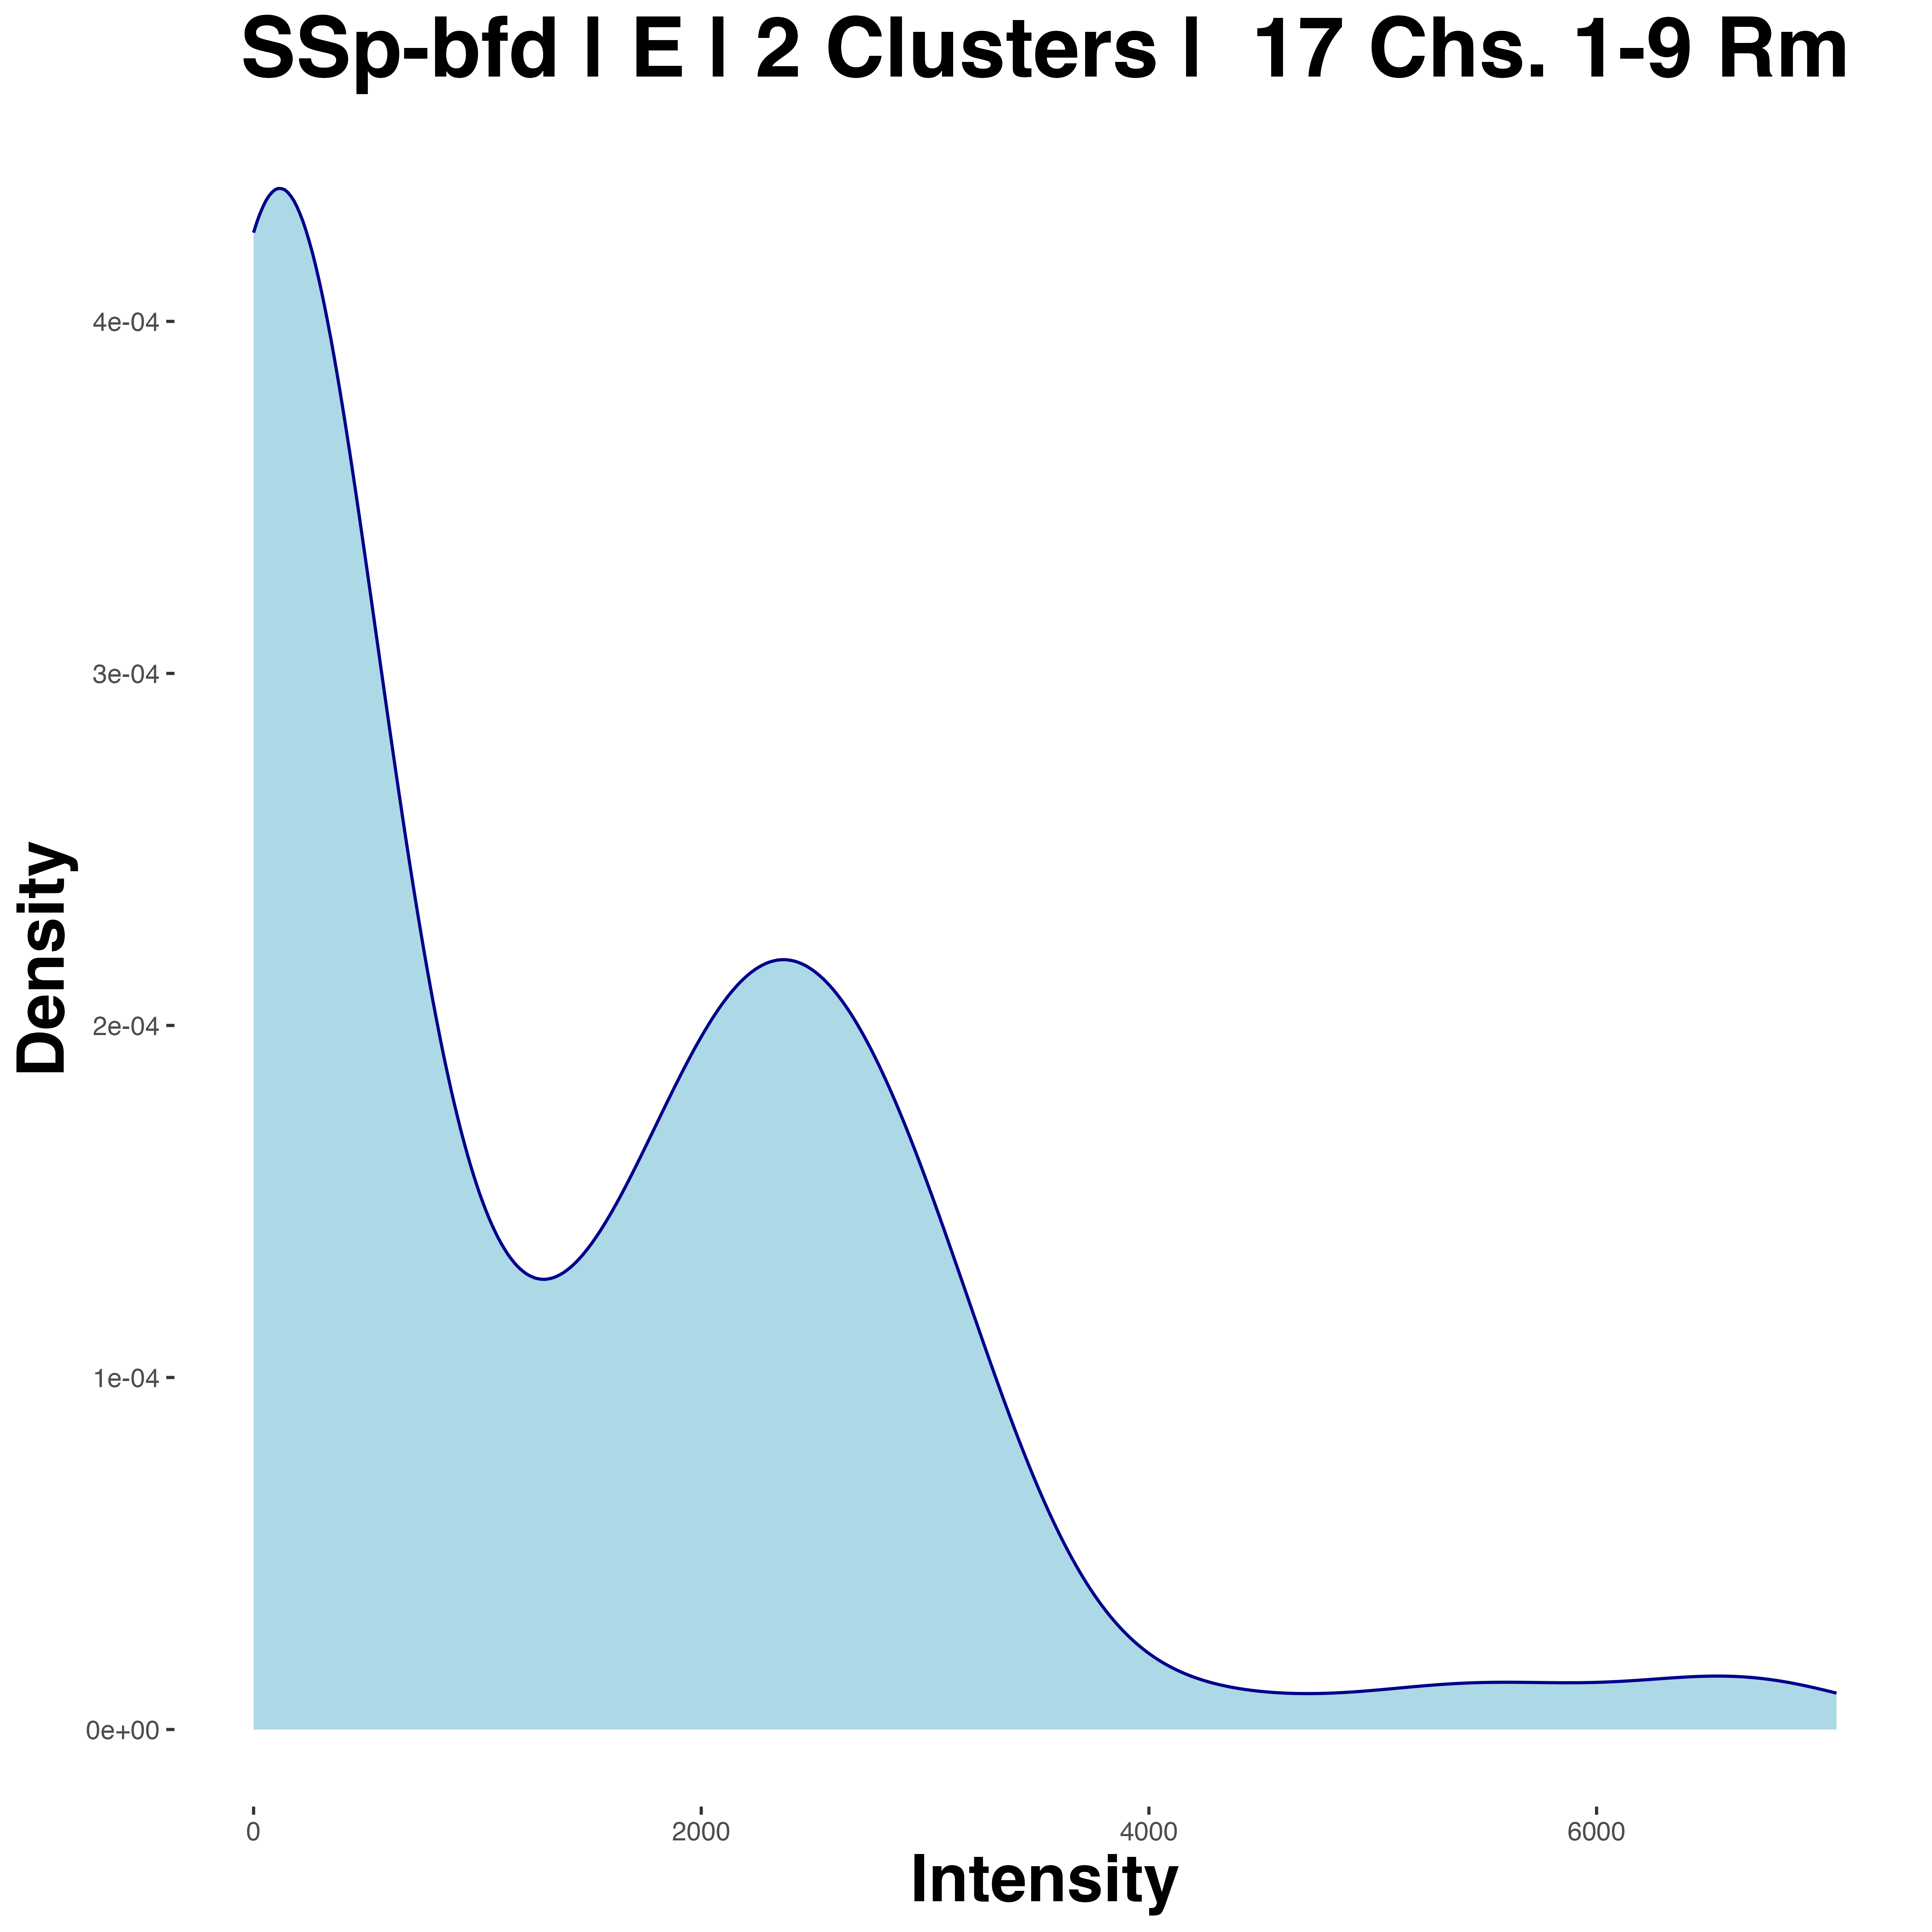 SSp-bfd | E | 2 Clusters | 17 Chs. 1-9 Rm
4e-04
3e-04
2e-04
1e-04
0e+00
Density
0 2000 4000 6000
Intensity